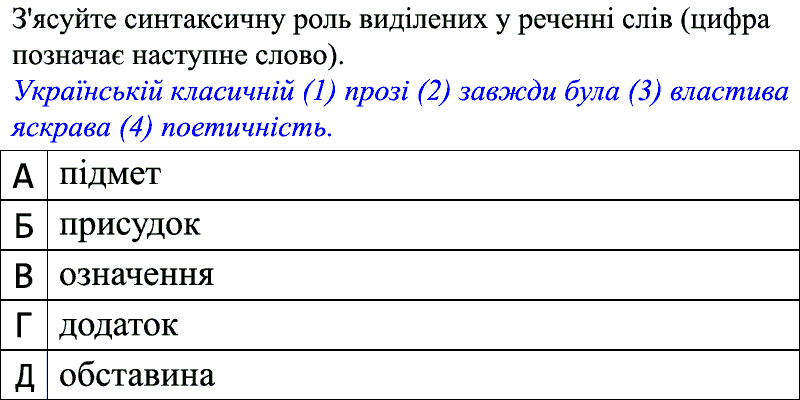 З'ясуйте синтаксичну роль виділених у реченні слів (цифра
позначає наступне слово).
Українській класичній (1) прозі (2) завжди була (3) властива
яскрава (4) поетичність.
А підмет
Б присудок
В означення
Г додаток
Д обставина